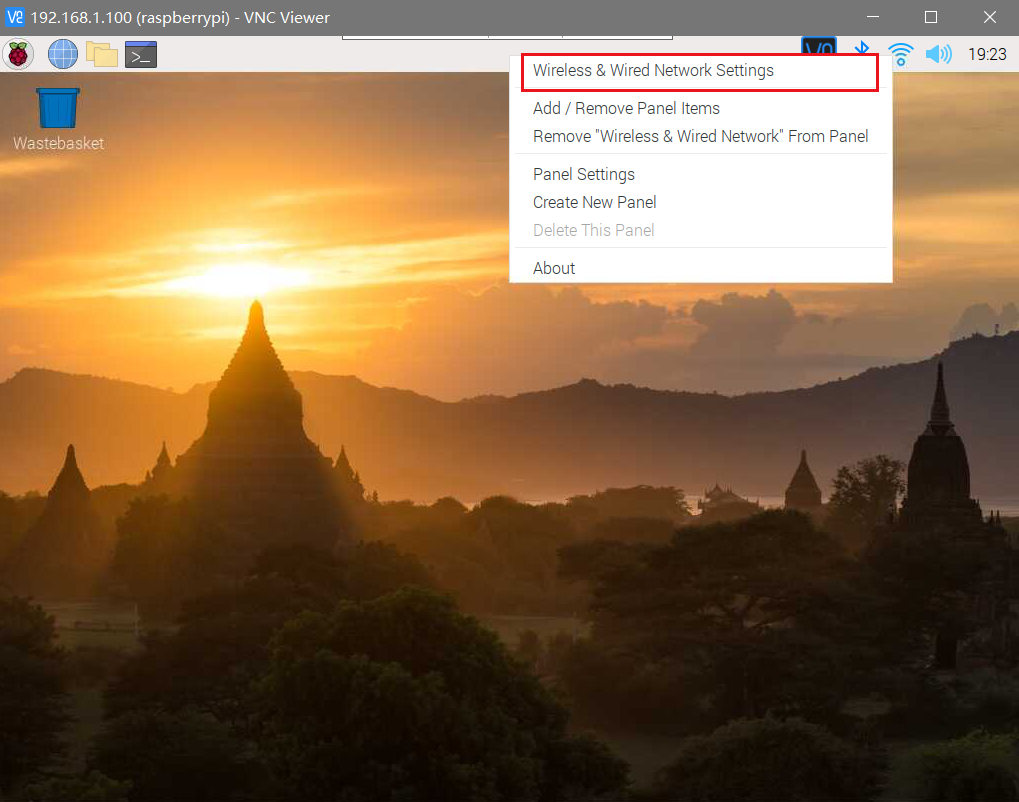 192.168.1.100 (raspberrypi) - VNC Viewer
19:23
Wireless & Wired Network Settings
Add / Remove Panel Items
Remove "Wireless & Wired Network" From Panel
Panel Settings
Create New Panel
Delete This Panel
About
Wastebasket